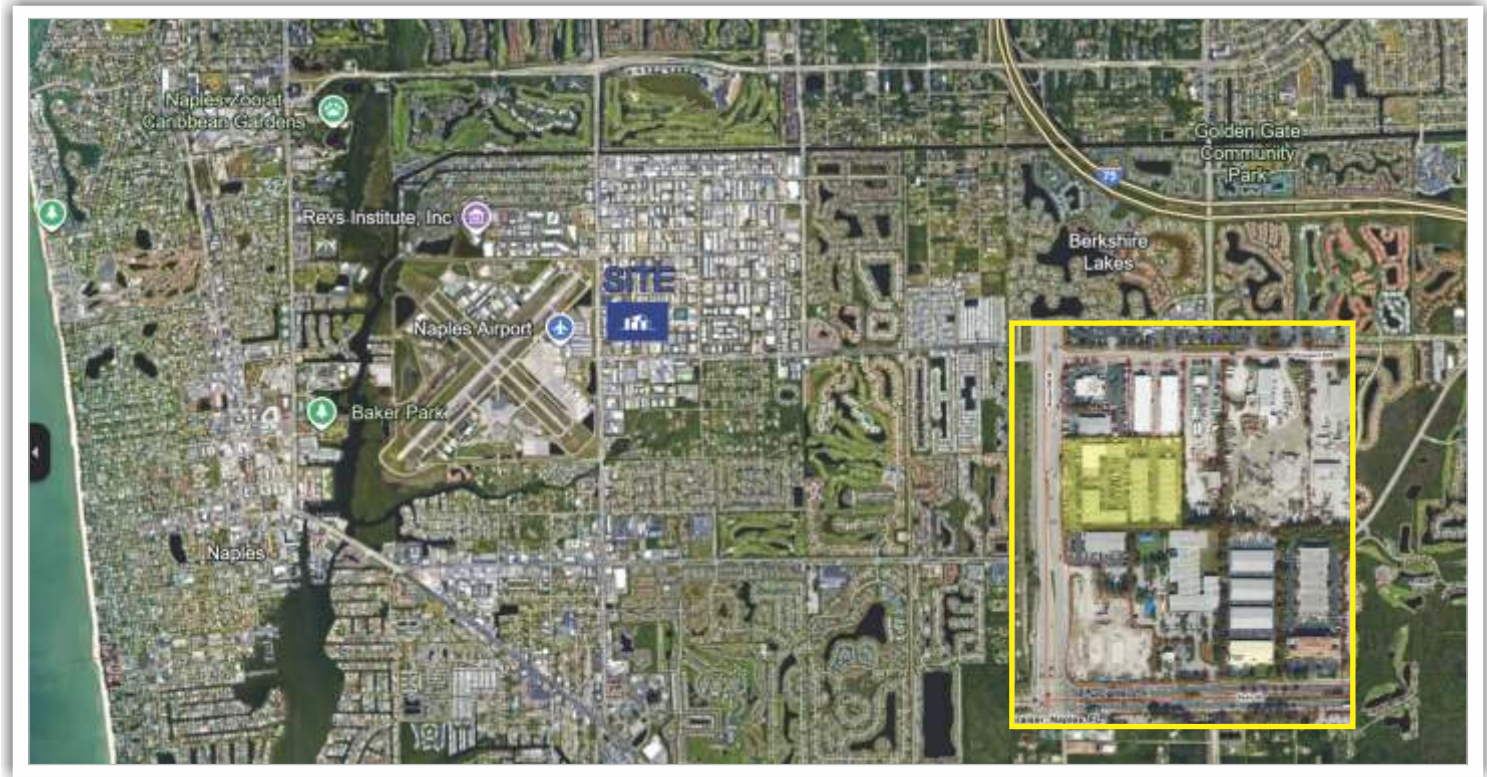 Naples Zoo at
Caribbean Gardens
Golden Gate
Community
Park
75
Revs Institute, Inc
Berkshire
Lakes
SITE
Naples Airport
Baker Park
Naples